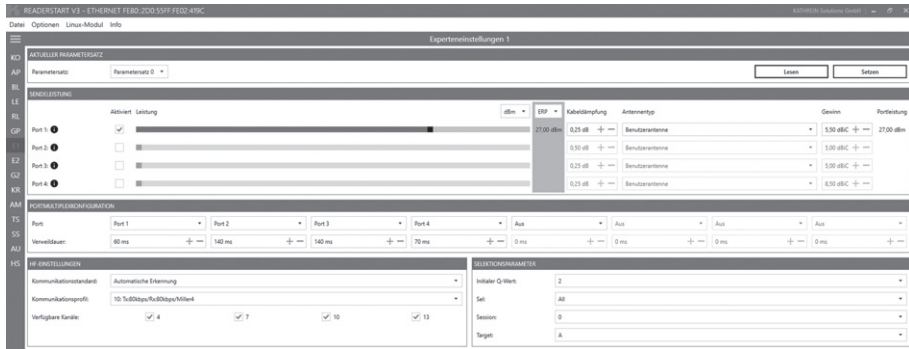 READERSTART V3 - ETHERNET FE80::2D0:55FF:FE02:419C
KATHREIN Solutions GmbH
Datei Optionen Linux-Modul Info
Experteneinstellungen 1
KO
AP
BL
LE
RL
GP
E1
E2
G2
KR
AM
TS
SS
AU
HS
AKTUELLER PARAMETERSATZ
Parametersatz: Parametersatz 0 Lesen Setzen
SENDELEISTUNG
Aktiviert Leistung dBm ERP Kabeldämpfung Antennentyp Gewinn Portleistung
Port 1: 27,00 dBm 0,25 dB Benutzerantenne 5,50 dBiC 27,00 dBm
Port 2: 0,50 dB Benutzerantenne 5,00 dBiC
Port 3: 0,25 dB Benutzerantenne 5,00 dBiC
Port 4: 0,25 dB Benutzerantenne 8,50 dBiC
PORTMULTIPLEXKONFIGURATION
Port: Port 1 Port 2 Port 3 Port 4 Aus Aus Aus Aus
Verweildauer: 60 ms 140 ms 140 ms 70 ms 0 ms 0 ms 0 ms 0 ms
HF-EINSTELLUNGEN
Kommunikationsstandard: Automatische Erkennung
Kommunikationsprofil: 10: Tx:80kbps/Rx:80kbps/Miller4
Verfügbare Kanäle: 4 7 10 13
SELEKTIONSPARAMETER
Initialer Q-Wert: 2
Sel: All
Session: 0
Target: A